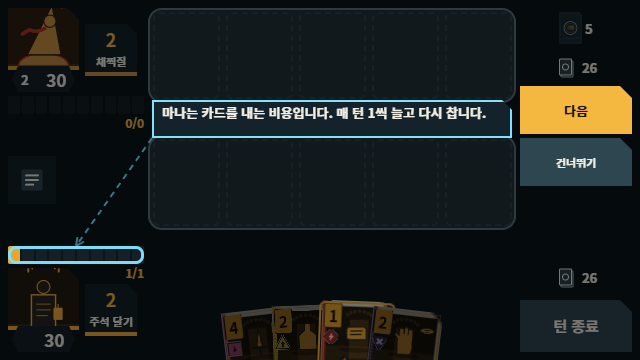 2
채찍질
2 30
0/0
5
26
마나는 카드를 내는 비용입니다. 매 턴 1씩 늘고 다시 찹니다.
다음
건너뛰기
1/1
2
주석 달기
30
4
2
1
2
26
턴 종료